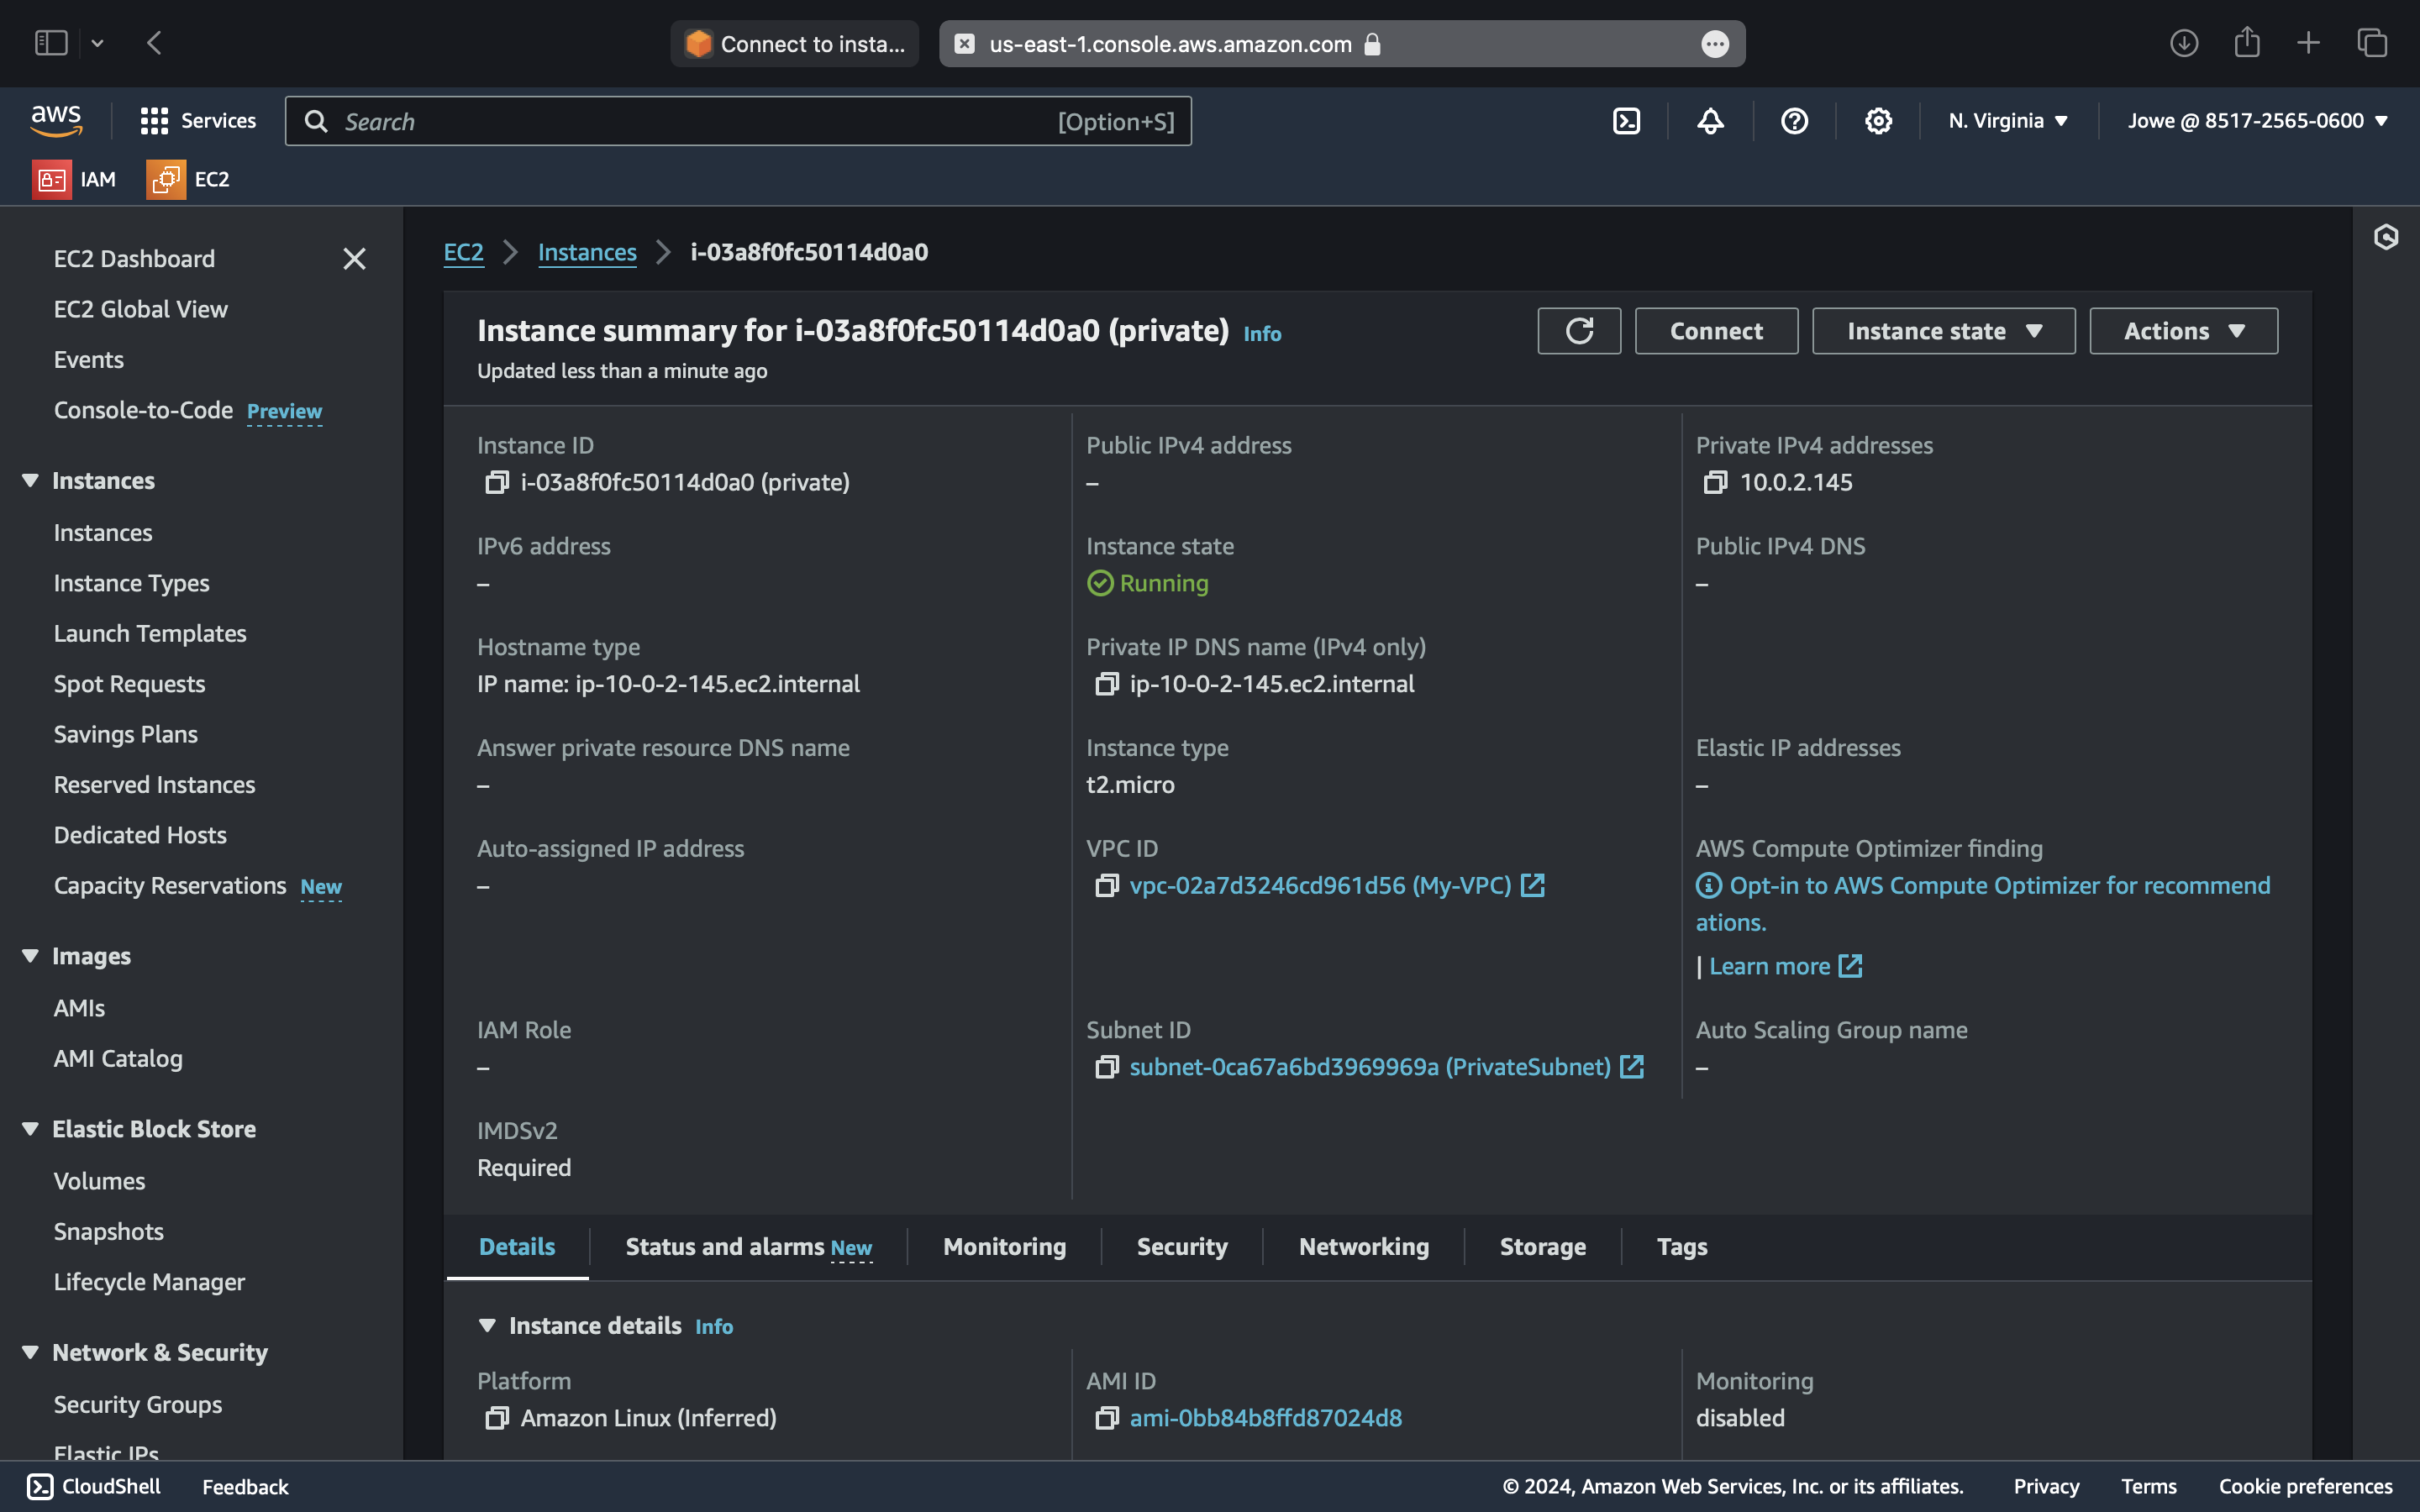 Connect to insta...
us-east-1.console.aws.amazon.com
aws
Services
Search
[Option+S]
N. Virginia
Jowe @ 8517-2565-0600
IAM
EC2
EC2 Dashboard
EC2 Global View
Events
Console-to-Code Preview
Instances
Instances
Instance Types
Launch Templates
Spot Requests
Savings Plans
Reserved Instances
Dedicated Hosts
Capacity Reservations New
Images
AMIs
AMI Catalog
Elastic Block Store
Volumes
Snapshots
Lifecycle Manager
Network & Security
Security Groups
Elastic IPs
EC2 > Instances > i-03a8f0fc50114d0a0
Instance summary for i-03a8f0fc50114d0a0 (private) Info
Updated less than a minute ago
Connect
Instance state
Actions
Instance ID
i-03a8f0fc50114d0a0 (private)
Public IPv4 address
–
Private IPv4 addresses
10.0.2.145
IPv6 address
–
Instance state
Running
Public IPv4 DNS
–
Hostname type
IP name: ip-10-0-2-145.ec2.internal
Private IP DNS name (IPv4 only)
ip-10-0-2-145.ec2.internal
Answer private resource DNS name
–
Instance type
t2.micro
Elastic IP addresses
–
Auto-assigned IP address
–
VPC ID
vpc-02a7d3246cd961d56 (My-VPC)
AWS Compute Optimizer finding
Opt-in to AWS Compute Optimizer for recommend
ations.
| Learn more
IAM Role
–
Subnet ID
subnet-0ca67a6bd3969969a (PrivateSubnet)
Auto Scaling Group name
–
IMDSv2
Required
Details
Status and alarms New
Monitoring
Security
Networking
Storage
Tags
Instance details Info
Platform
Amazon Linux (Inferred)
AMI ID
ami-0bb84b8ffd87024d8
Monitoring
disabled
CloudShell
Feedback
© 2024, Amazon Web Services, Inc. or its affiliates.
Privacy
Terms
Cookie preferences